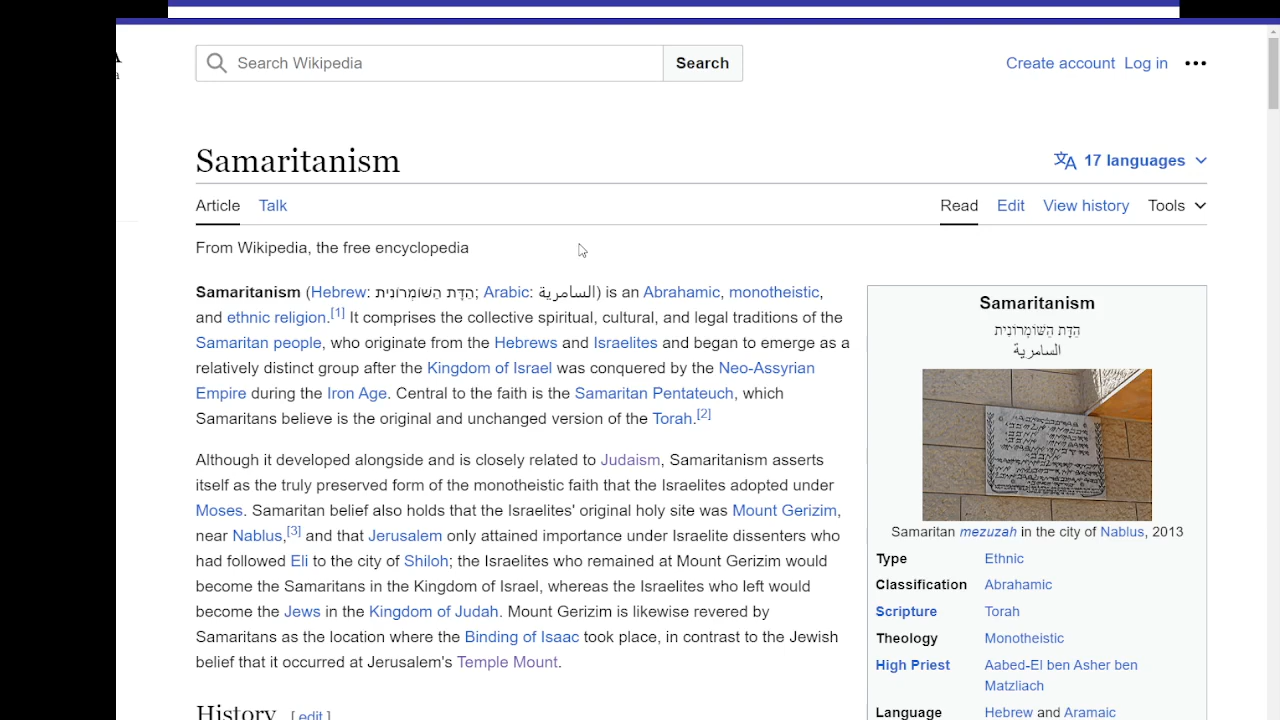 Search Wikipedia
Search
Create account Log in
Samaritanism
17 languages
Article Talk
Read Edit View history Tools
From Wikipedia, the free encyclopedia
Samaritanism (Hebrew: הַדָּת הַשּׁוֹמְרוֹנִית; Arabic: السامرية) is an Abrahamic, monotheistic,
and ethnic religion.[1] It comprises the collective spiritual, cultural, and legal traditions of the
Samaritan people, who originate from the Hebrews and Israelites and began to emerge as a
relatively distinct group after the Kingdom of Israel was conquered by the Neo-Assyrian
Empire during the Iron Age. Central to the faith is the Samaritan Pentateuch, which
Samaritans believe is the original and unchanged version of the Torah.[2]
Although it developed alongside and is closely related to Judaism, Samaritanism asserts
itself as the truly preserved form of the monotheistic faith that the Israelites adopted under
Moses. Samaritan belief also holds that the Israelites' original holy site was Mount Gerizim,
near Nablus,[3] and that Jerusalem only attained importance under Israelite dissenters who
had followed Eli to the city of Shiloh; the Israelites who remained at Mount Gerizim would
become the Samaritans in the Kingdom of Israel, whereas the Israelites who left would
become the Jews in the Kingdom of Judah. Mount Gerizim is likewise revered by
Samaritans as the location where the Binding of Isaac took place, in contrast to the Jewish
belief that it occurred at Jerusalem's Temple Mount.
History [ edit ]
Samaritanism
הַדָּת הַשּׁוֹמְרוֹנִית
السامرية
Samaritan mezuzah in the city of Nablus, 2013
Type Ethnic
Classification Abrahamic
Scripture Torah
Theology Monotheistic
High Priest Aabed-El ben Asher ben
Matzliach
Language Hebrew and Aramaic